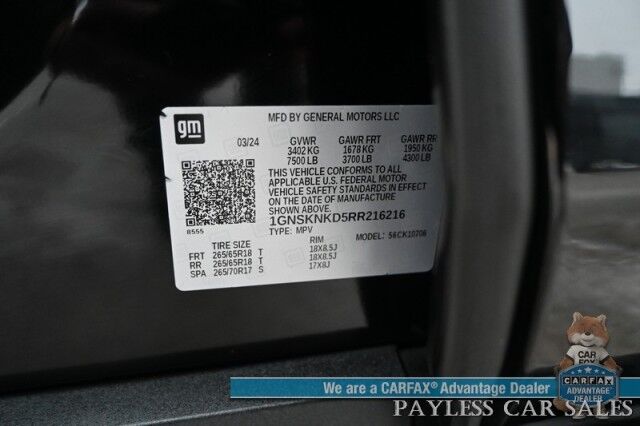 gm
MFD BY GENERAL MOTORS LLC
03/24 GVWR GAWR FRT GAWR RR
3402 KG 1678 KG 1950 KG
7500 LB 3700 LB 4300 LB
THIS VEHICLE CONFORMS TO ALL
APPLICABLE U.S. FEDERAL MOTOR
VEHICLE SAFETY STANDARDS IN EFFECT
ON THE DATE OF MANUFACTURE
SHOWN ABOVE.
1GNSKNKD5RR216216
8555 TYPE: MPV 56CK10706
TIRE SIZE RIM
FRT 265/65R18 T 18X8.5J
RR 265/65R18 T 18X8.5J
SPA 265/70R17 S 17X8J
CAR
FOX
CARFAX
ADVANTAGE
DEALER
We are a CARFAX® Advantage Dealer
PAYLESS CAR SALES